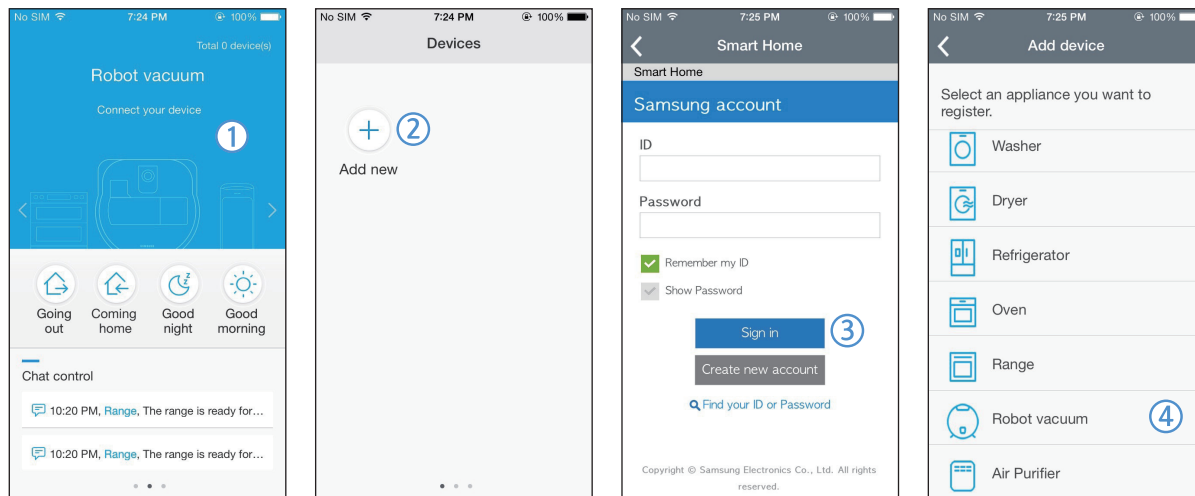 No SIM 7:24 PM 100%
Total 0 device(s)
Robot vacuum
Connect your device
1
Going out
Coming home
Good night
Good morning
Chat control
10:20 PM, Range, The range is ready for…
10:20 PM, Range, The range is ready for…
No SIM 7:24 PM 100%
Devices
2
Add new
No SIM 7:25 PM 100%
Smart Home
Smart Home
Samsung account
ID
Password
Remember my ID
Show Password
Sign in
3
Create new account
Find your ID or Password
Copyright © Samsung Electronics Co., Ltd. All rights
reserved.
No SIM 7:25 PM 100%
Add device
Select an appliance you want to
register.
Washer
Dryer
Refrigerator
Oven
Range
Robot vacuum
4
Air Purifier